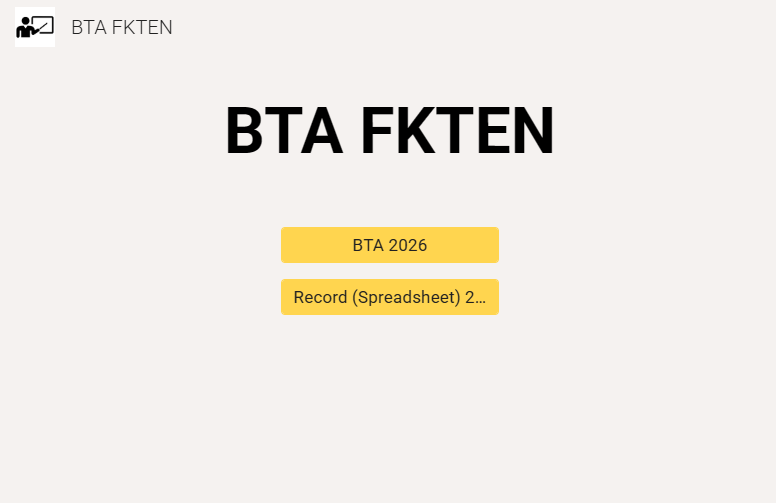 BTA FKTEN
BTA FKTEN
BTA 2026
Record (Spreadsheet) 2...